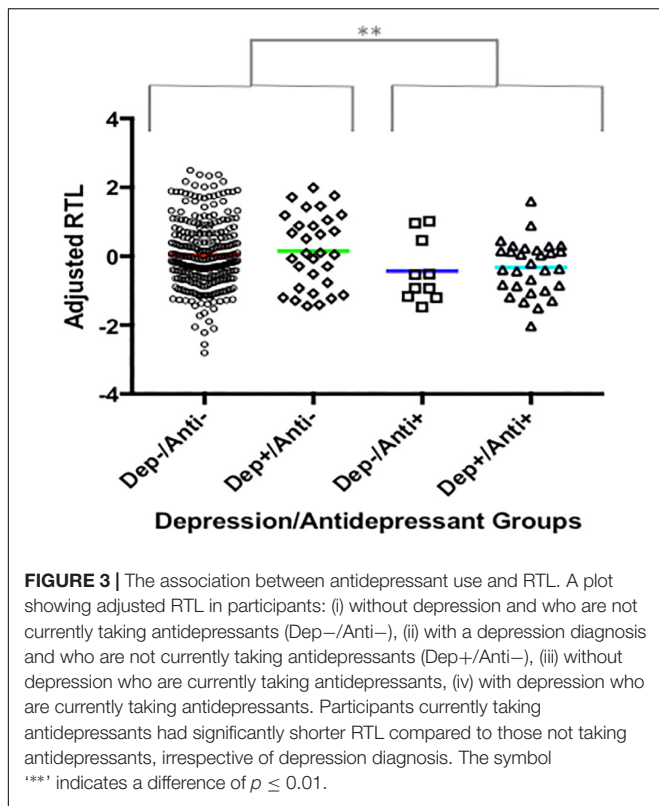 **
4
2
0
-2
-4
Adjusted RTL
Dep-/Anti-
Dep+/Anti-
Dep-/Anti+
Dep+/Anti+
Depression/Antidepressant Groups
FIGURE 3 | The association between antidepressant use and RTL. A plot
showing adjusted RTL in participants: (i) without depression and who are not
currently taking antidepressants (Dep−/Anti−), (ii) with a depression diagnosis
and who are not currently taking antidepressants (Dep+/Anti−), (iii) without
depression who are currently taking antidepressants, (iv) with depression who
are currently taking antidepressants. Participants currently taking
antidepressants had significantly shorter RTL compared to those not taking
antidepressants, irrespective of depression diagnosis. The symbol
‘**’ indicates a difference of p ≤ 0.01.